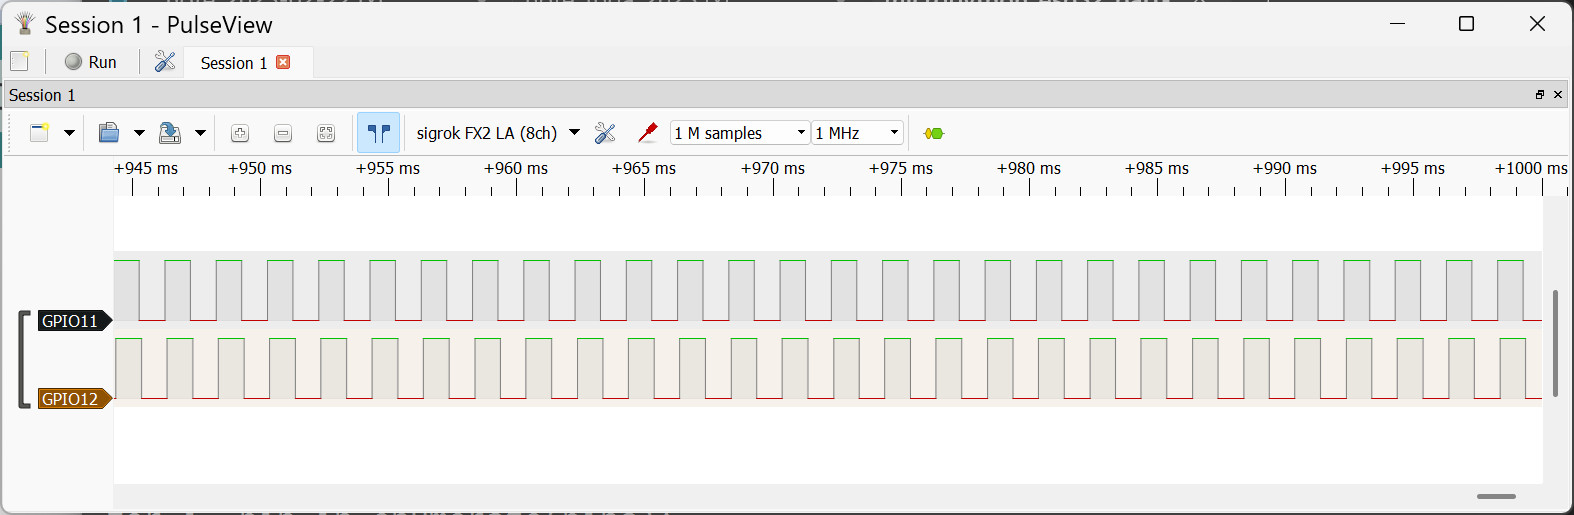 Session 1 - PulseView
Run
Session 1
Session 1
sigrok FX2 LA (8ch)
1 M samples
1 MHz
+945 ms +950 ms +955 ms +960 ms +965 ms +970 ms +975 ms +980 ms +985 ms +990 ms +995 ms +1000 ms
GPIO11
GPIO12